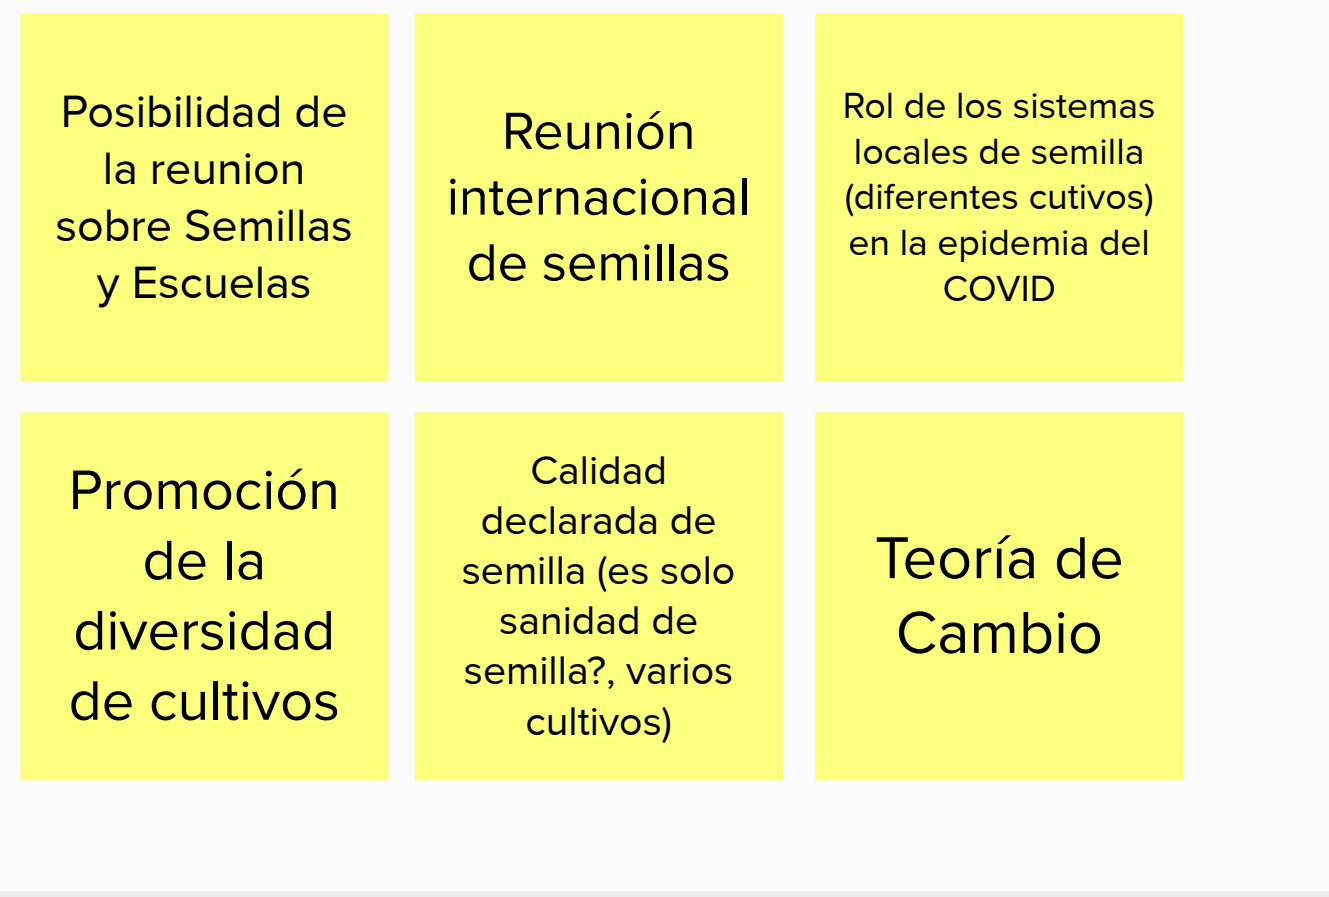 Posibilidad de
la reunion
sobre Semillas
y Escuelas
Reunión
internacional
de semillas
Rol de los sistemas
locales de semilla
(diferentes cutivos)
en la epidemia del
COVID
Promoción
de la
diversidad
de cultivos
Calidad
declarada de
semilla (es solo
sanidad de
semilla?, varios
cultivos)
Teoría de
Cambio